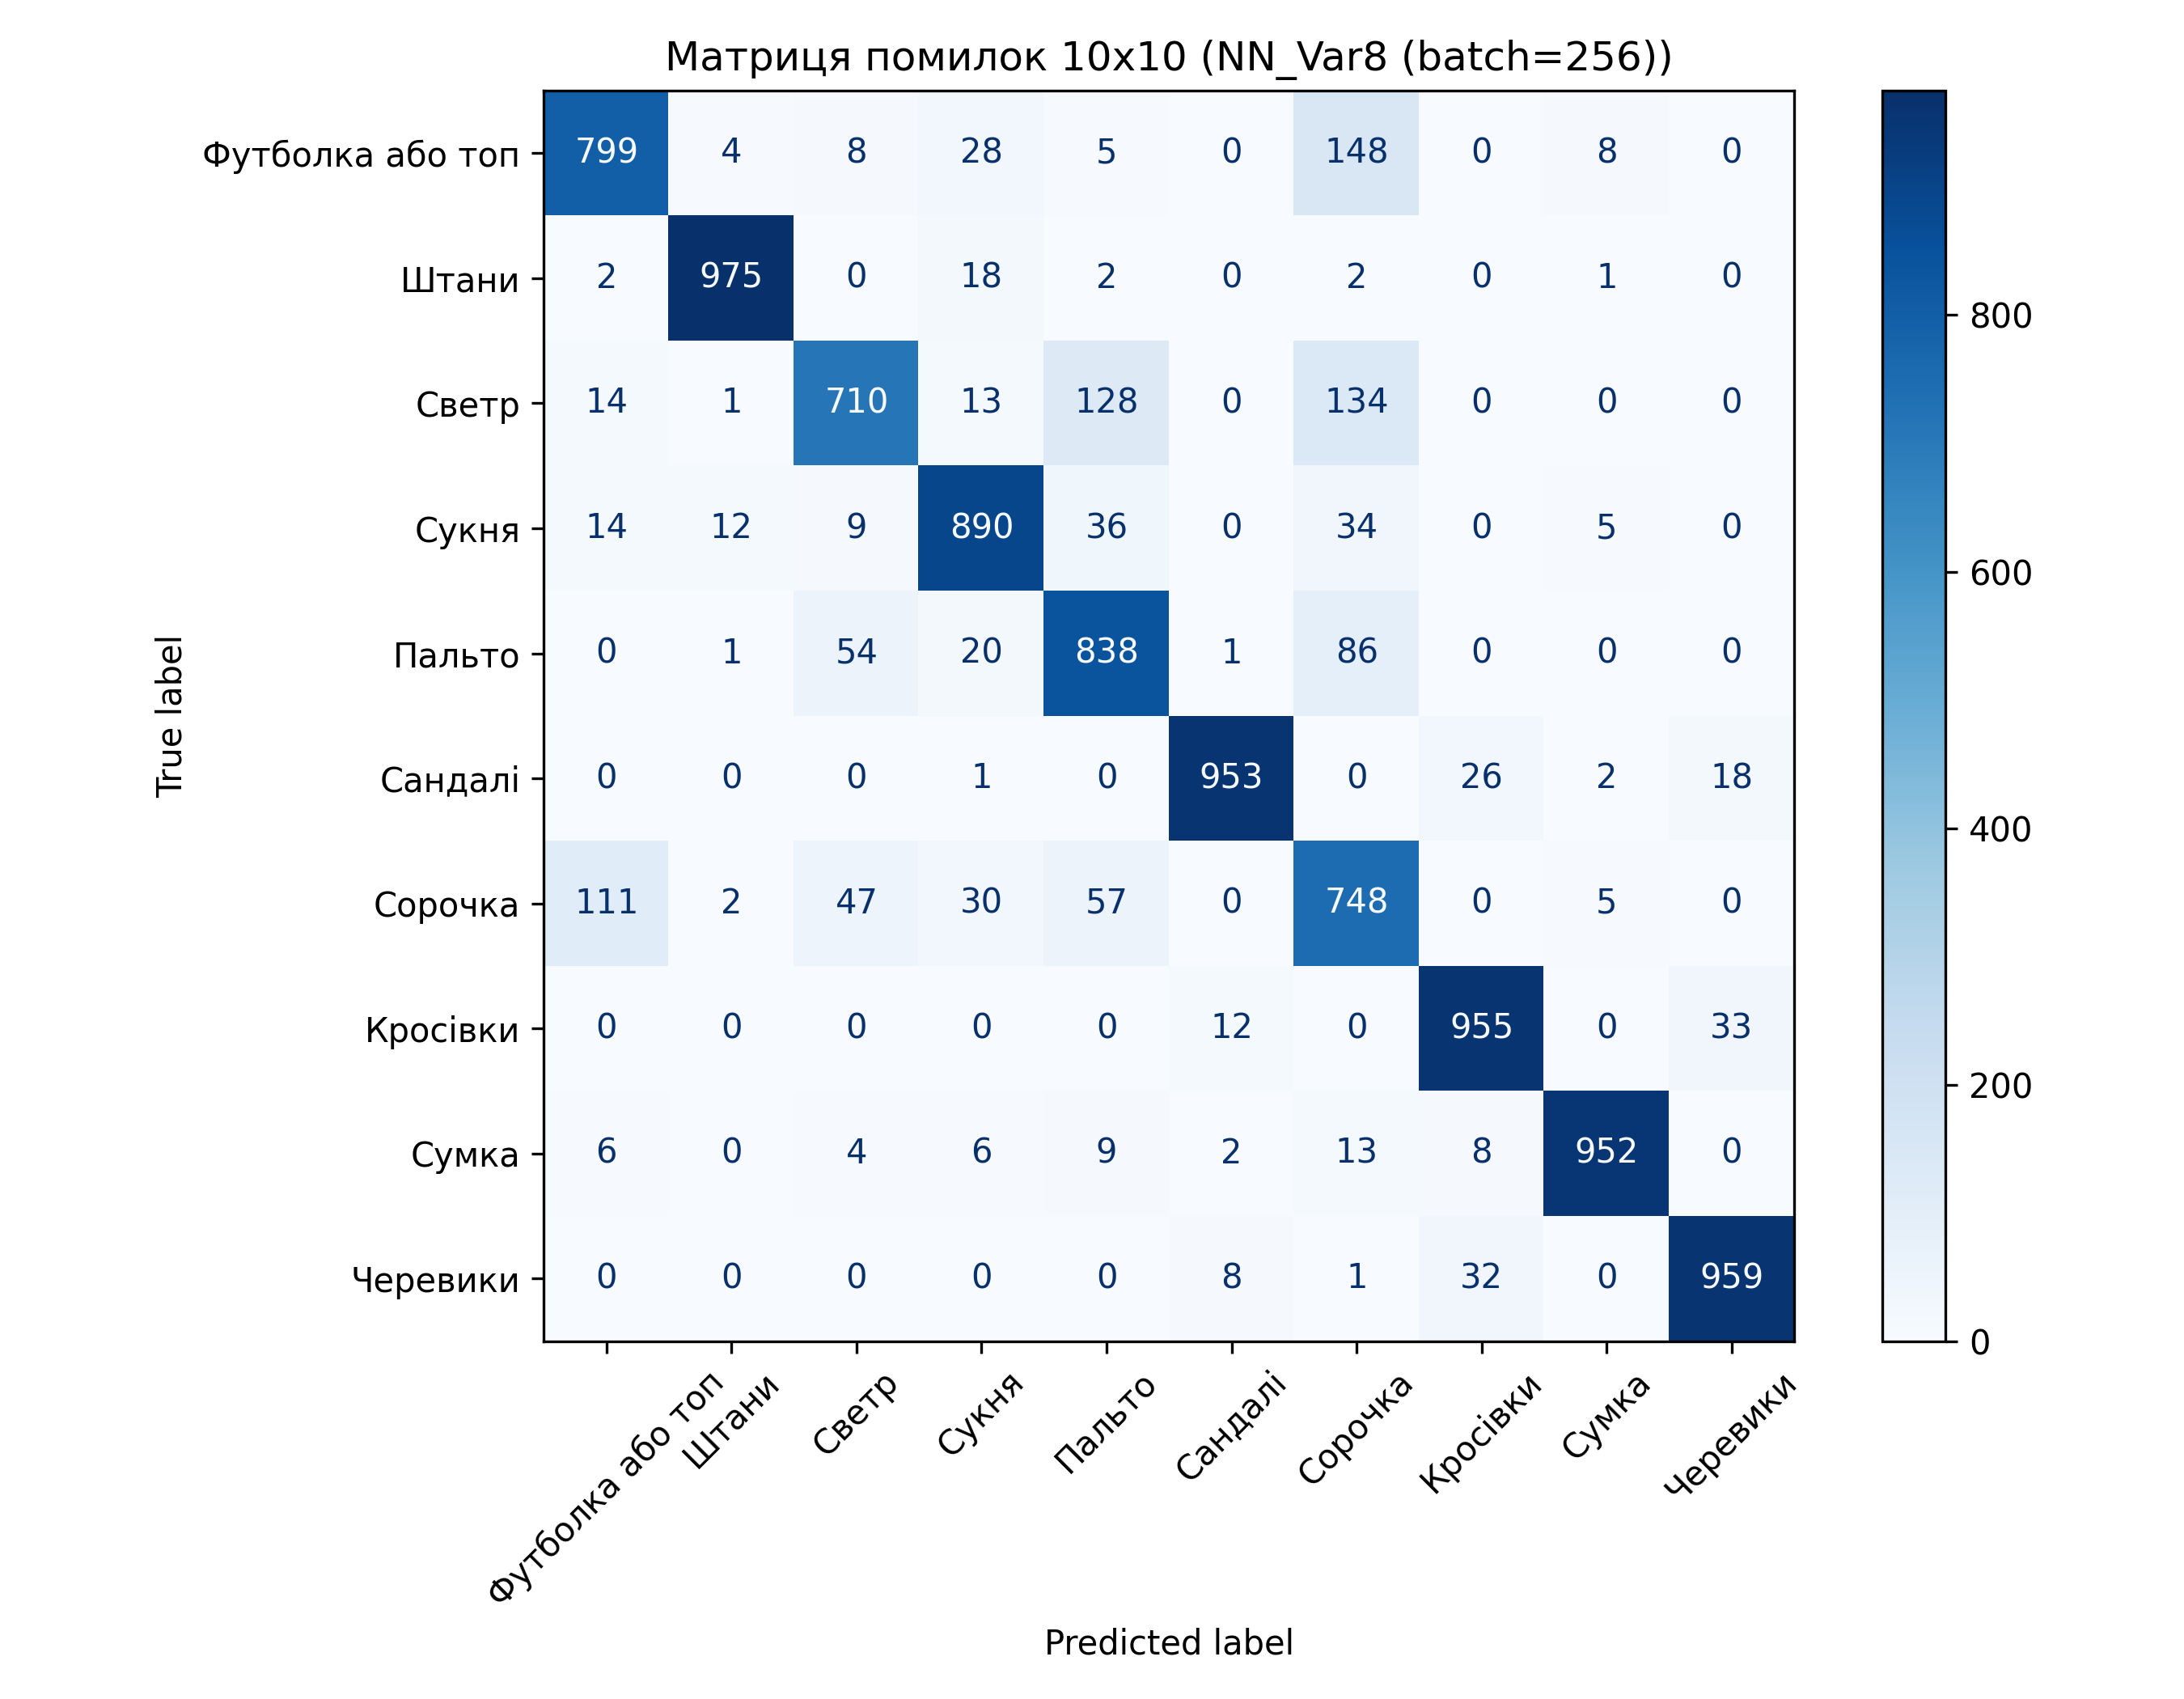 Матриця помилок 10x10 (NN_Var8 (batch=256))
Футболка або топ 799 4 8 28 5 0 148 0 8 0
Штани 2 975 0 18 2 0 2 0 1 0
Светр 14 1 710 13 128 0 134 0 0 0
Сукня 14 12 9 890 36 0 34 0 5 0
Пальто 0 1 54 20 838 1 86 0 0 0
Сандалі 0 0 0 1 0 953 0 26 2 18
Сорочка 111 2 47 30 57 0 748 0 5 0
Кросівки 0 0 0 0 0 12 0 955 0 33
Сумка 6 0 4 6 9 2 13 8 952 0
Черевики 0 0 0 0 0 8 1 32 0 959
True label
Футболка або топ
Штани
Светр
Сукня
Пальто
Сандалі
Сорочка
Кросівки
Сумка
Черевики
Predicted label
800
600
400
200
0